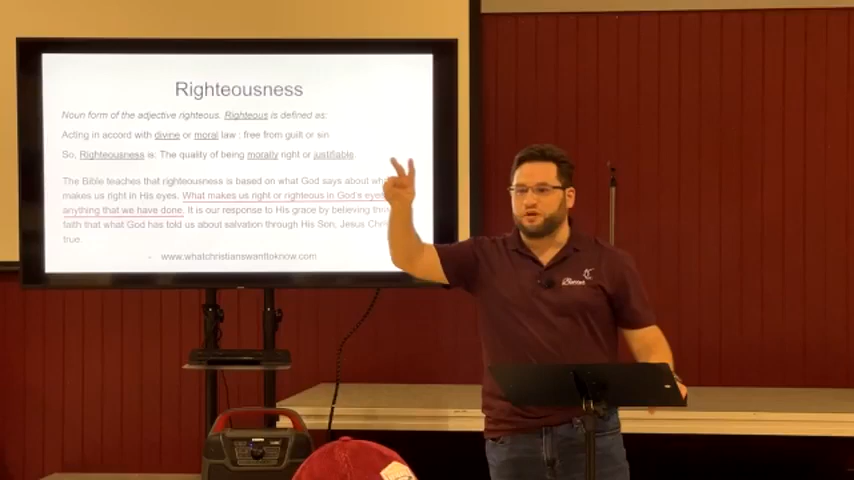 Righteousness
Noun form of the adjective righteous. Righteous is defined as:
Acting in accord with divine or moral law : free from guilt or sin
So, Righteousness is; The quality of being morally right or justifiable.
The Bible teaches that righteousness is based on what God says about
makes us right in His eyes. What makes us right or righteous in God's eyes
anything that we have done. It is our response to His grace by believing
faith that what God has told us about salvation through His Son, Jesus
true.
www.whatchristianswanttoknow.com